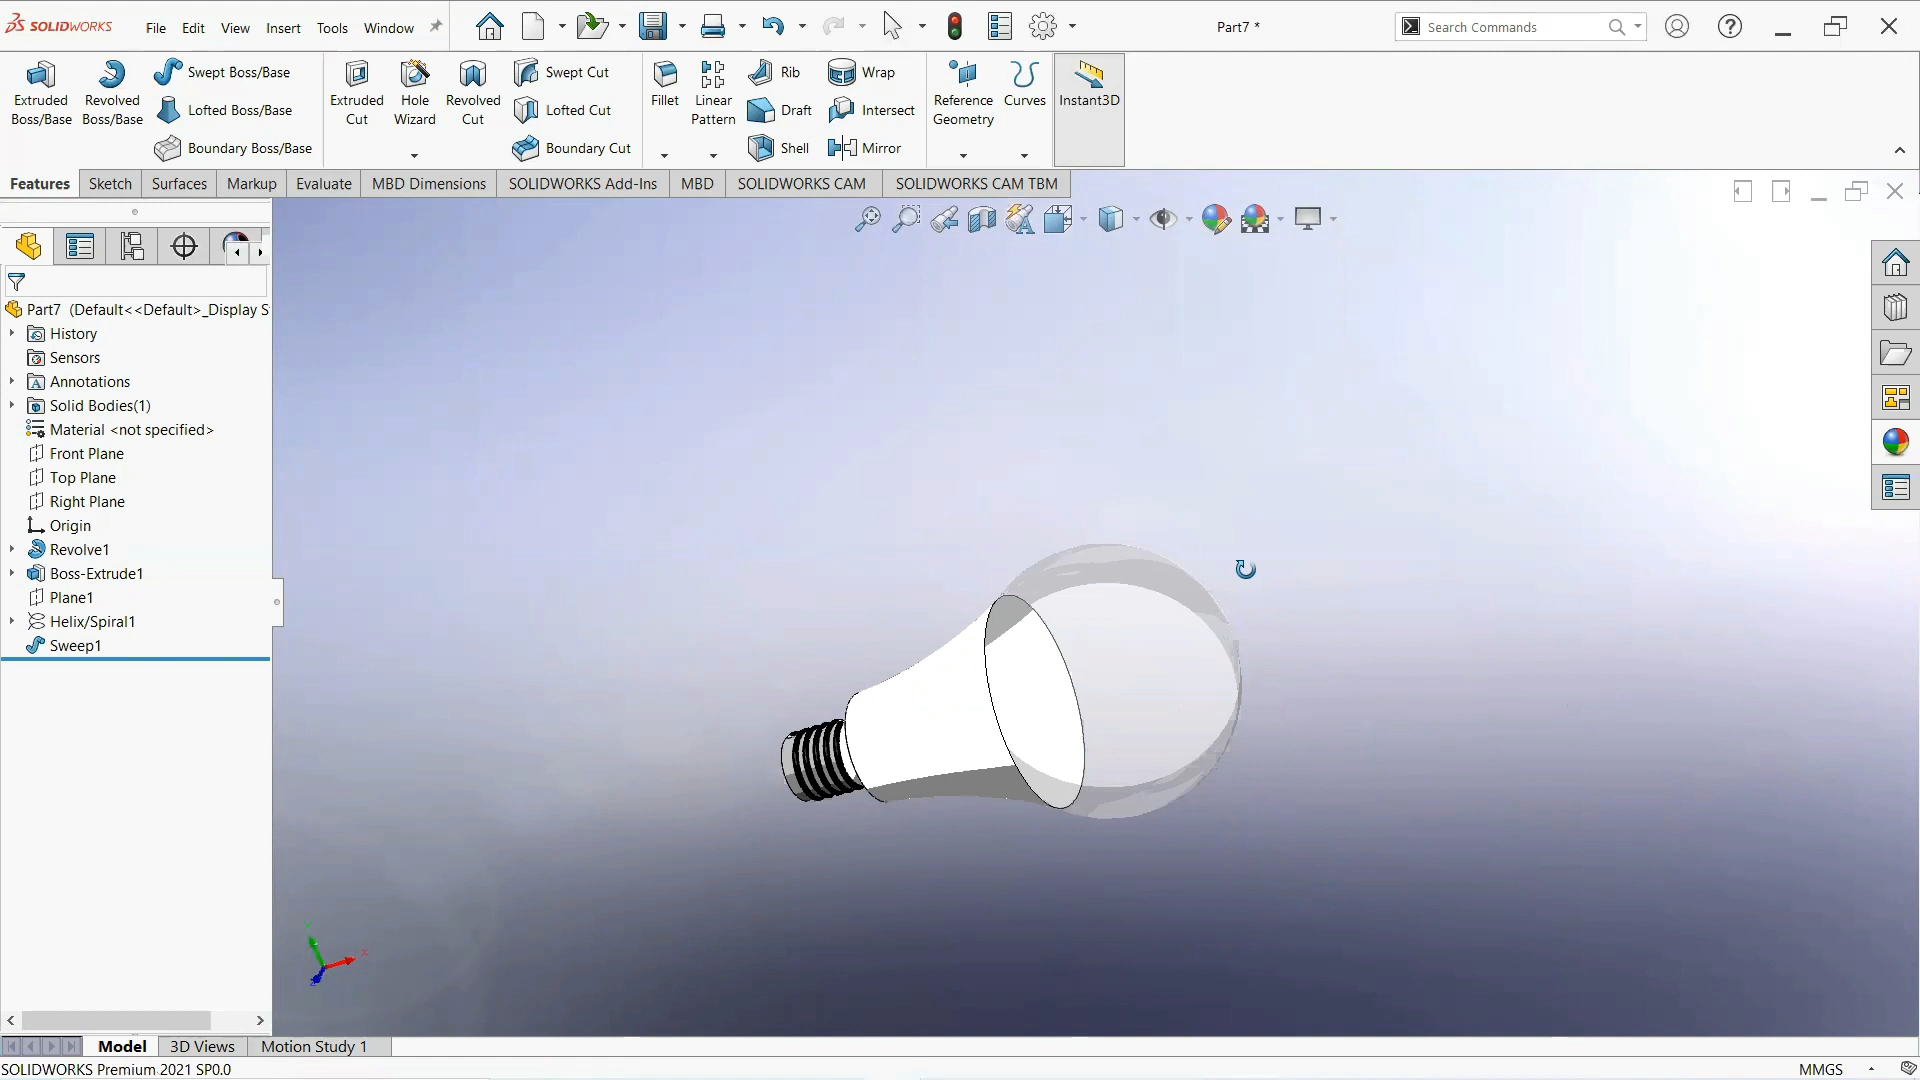 SOLIDWORKS
File Edit View Insert Tools Window
Part7 *
Search Commands
Extruded Boss/Base
Revolved Boss/Base
Swept Boss/Base
Lofted Boss/Base
Boundary Boss/Base
Extruded Cut
Hole Wizard
Revolved Cut
Swept Cut
Lofted Cut
Boundary Cut
Fillet
Linear Pattern
Rib
Draft
Shell
Wrap
Intersect
Mirror
Reference Geometry
Curves
Instant3D
Features Sketch Surfaces Markup Evaluate MBD Dimensions SOLIDWORKS Add-Ins MBD SOLIDWORKS CAM SOLIDWORKS CAM TBM
Part7 (Default<<Default>_Display S
History
Sensors
Annotations
Solid Bodies(1)
Material <not specified>
Front Plane
Top Plane
Right Plane
Origin
Revolve1
Boss-Extrude1
Plane1
Helix/Spiral1
Sweep1
Model 3D Views Motion Study 1
SOLIDWORKS Premium 2021 SP0.0
MMGS